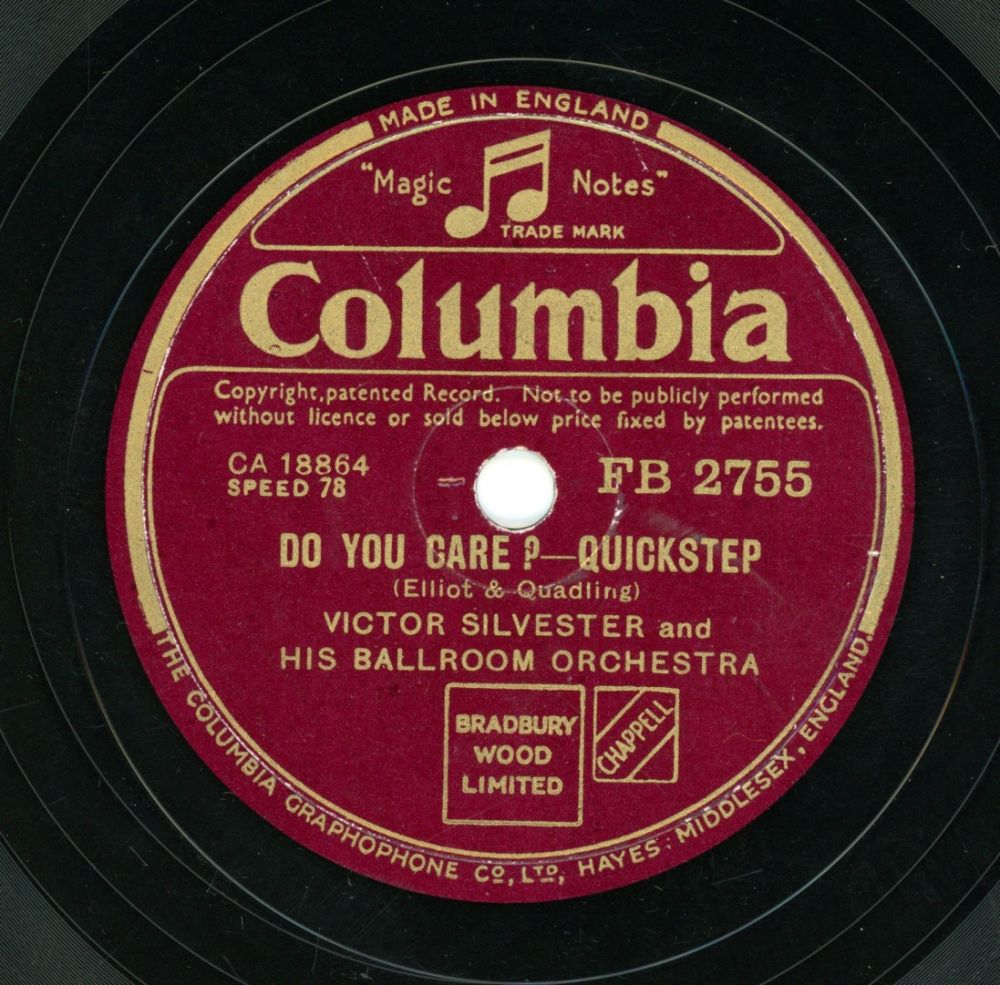 MADE IN ENGLAND
"Magic Notes"
TRADE MARK
Columbia
Copyright, patented Record. Not to be publicly performed
without licence or sold below price fixed by patentees.
CA 18864 FB 2755
SPEED 78
DO YOU CARE?—QUICKSTEP
(Elliot & Quadling)
VICTOR SILVESTER and
HIS BALLROOM ORCHESTRA
BRADBURY
WOOD
LIMITED
CHAPPELL
THE COLUMBIA GRAPHOPHONE CO, LTD, HAYES: MIDDLESEX, ENGLAND.